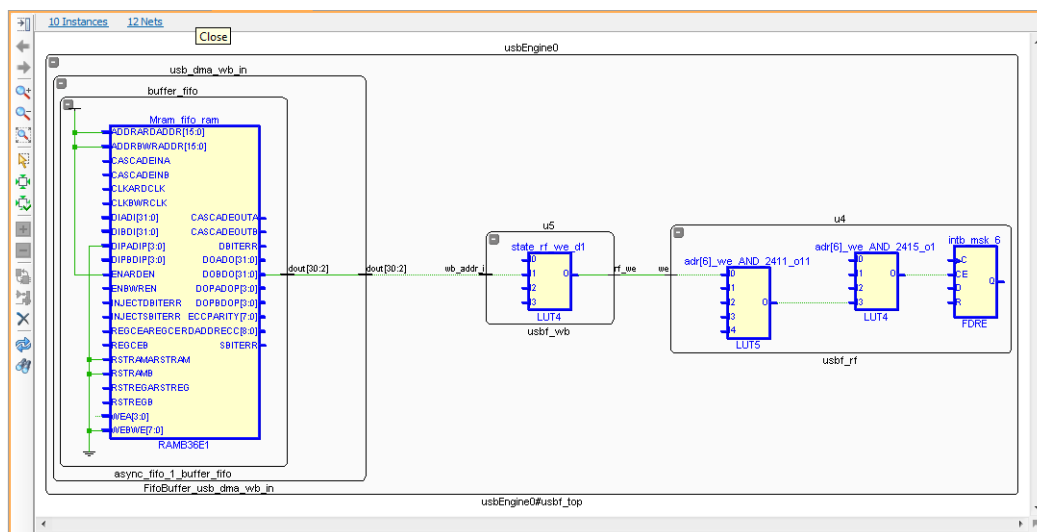 10 Instances 12 Nets
Close
usbEngine0
usb_dma_wb_in
buffer_fifo
Mram_fifo_ram
ADDRARDADDR[15:0]
ADDRBWRADDR[15:0]
CASCADEINA
CASCADEINB
CLKARDCLK
CLKBWRCLK
DIADI[31:0] CASCADEOUTA
DIBDI[31:0] CASCADEOUTB
DIPADIP[3:0] DBITERR
DIPBDIP[3:0] DOADO[31:0]
ENARDEN DOBDO[31:0]
ENBWREN DOPADOP[3:0]
INJECTDBITERR DOPBDOP[3:0]
INJECTSBITERR ECCPARITY[7:0]
REGCEAREGCERDADDRECC[8:0]
REGCEB SBITERR
RSTRAMARSTRAM
RSTRAMB
RSTREGARSTREG
RSTREGB
WEA[3:0]
WEBWE[7:0]
RAMB36E1
async_fifo_1_buffer_fifo
FifoBuffer_usb_dma_wb_in
dout[30:2]
dout[30:2]
wb_addr_i
u5
state_rf_we_d1
I0
I1 O
I2
I3
LUT4
usbf_wb
rf_we
we
u4
adr[6]_we_AND_2411_o11
I0
I1
I2 O
I3
I4
LUT5
adr[6]_we_AND_2415_o1
I0
I1 O
I2
I3
LUT4
intb_msk_6
C
CE
D Q
R
FDRE
usbf_rf
usbEngine0#usbf_top